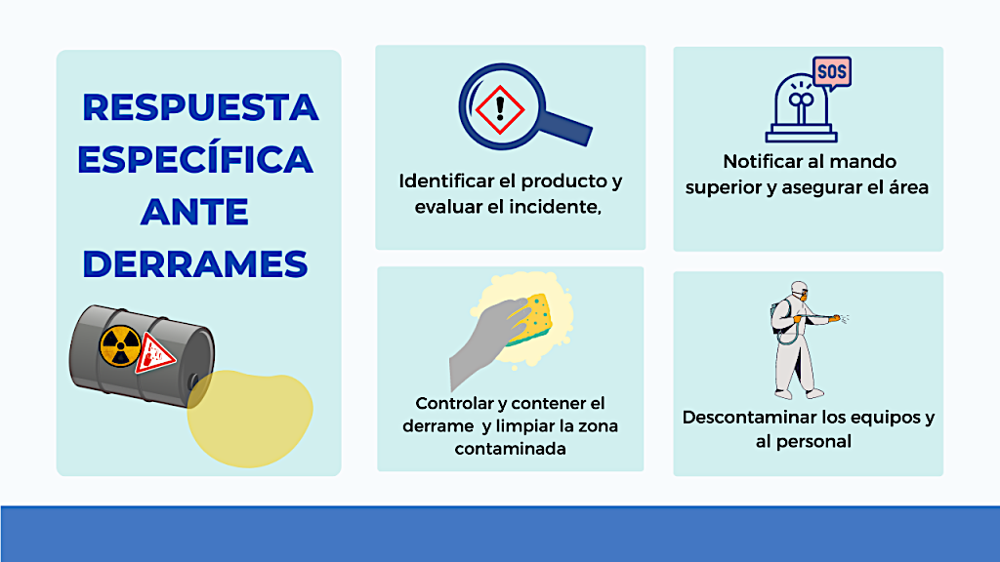 RESPUESTA
ESPECÍFICA
ANTE
DERRAMES
Identificar el producto y
evaluar el incidente,
SOS
Notificar al mando
superior y asegurar el área
Controlar y contener el
derrame y limpiar la zona
contaminada
Descontaminar los equipos y
al personal